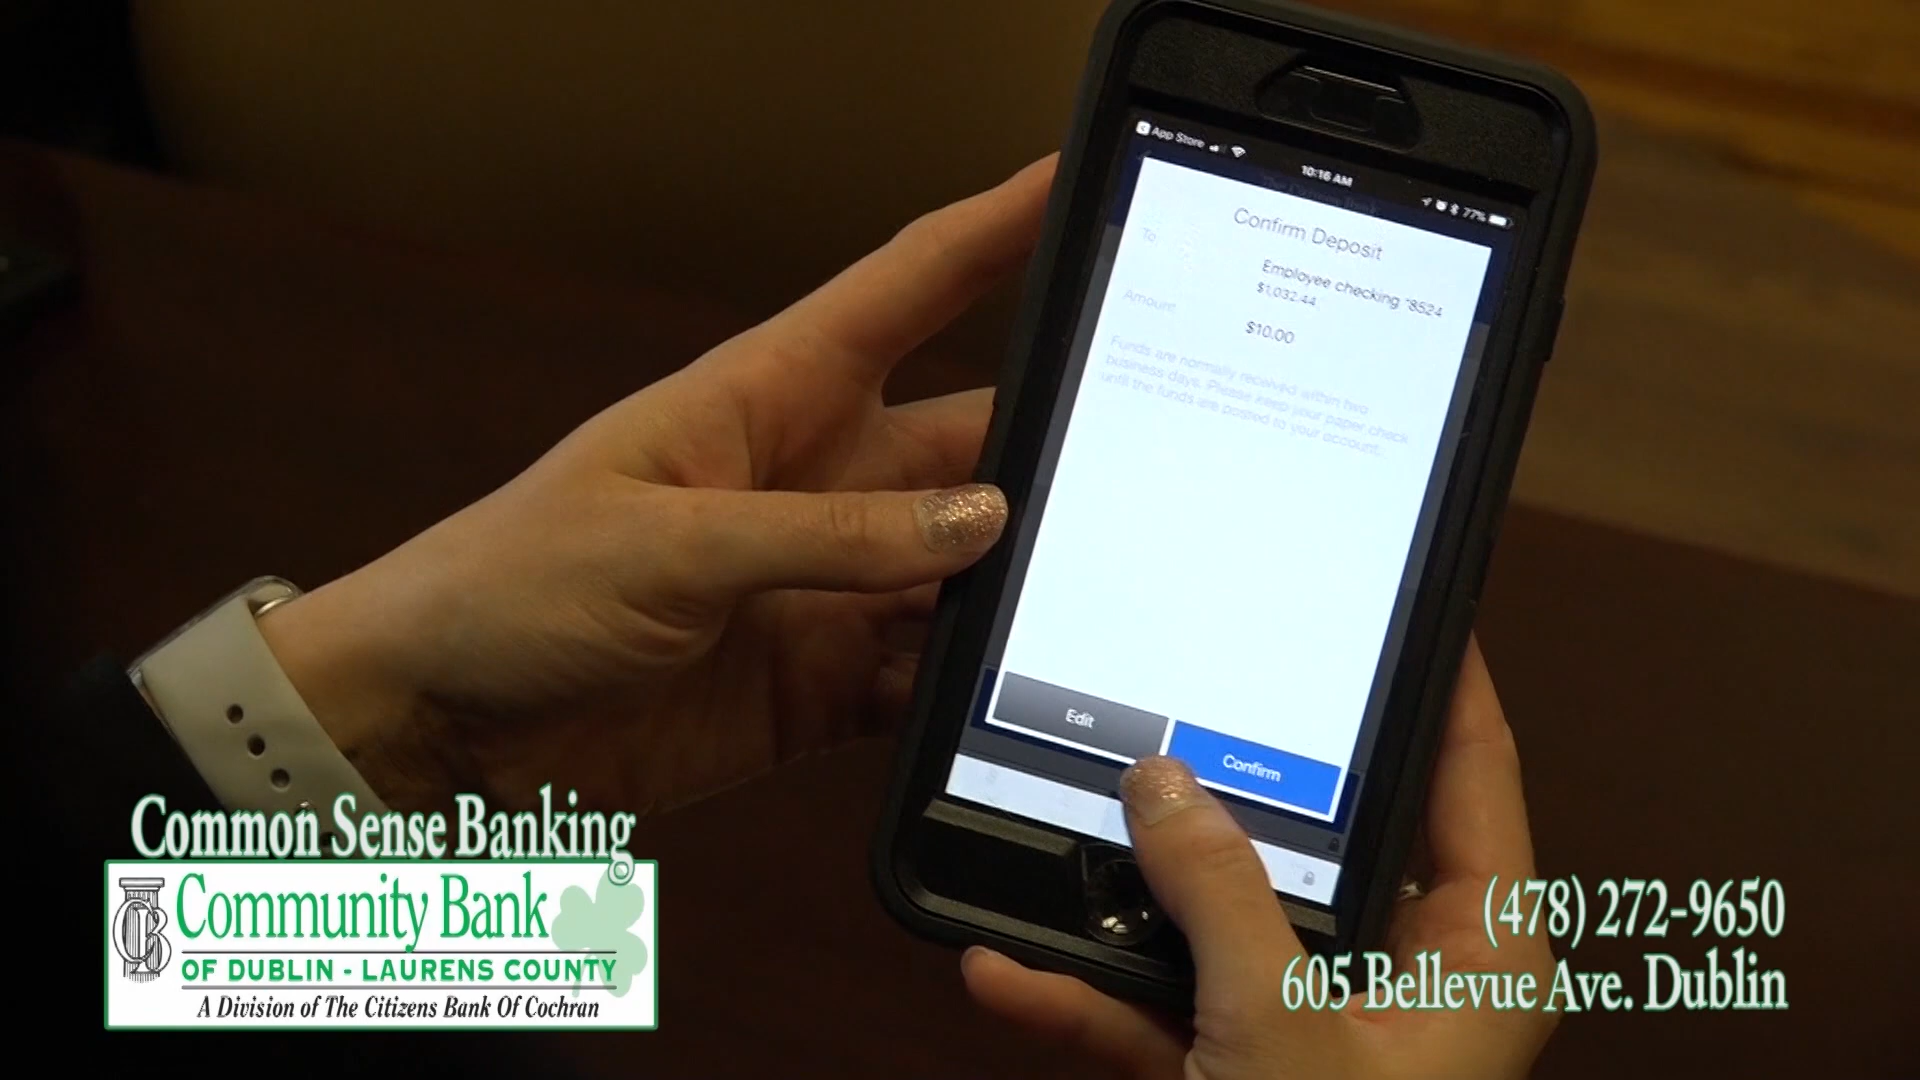 App Store
10:16 AM
77%
Confirm Deposit
To
Employee checking *8524
$1,032.44
Amount
$10.00
Funds are normally received within two
business days. Please keep your paper check
until the funds are posted to your account.
Edit
Confirm
Common Sense Banking
CB
Community Bank
OF DUBLIN - LAURENS COUNTY
A Division of The Citizens Bank Of Cochran
(478) 272-9650
605 Bellevue Ave. Dublin